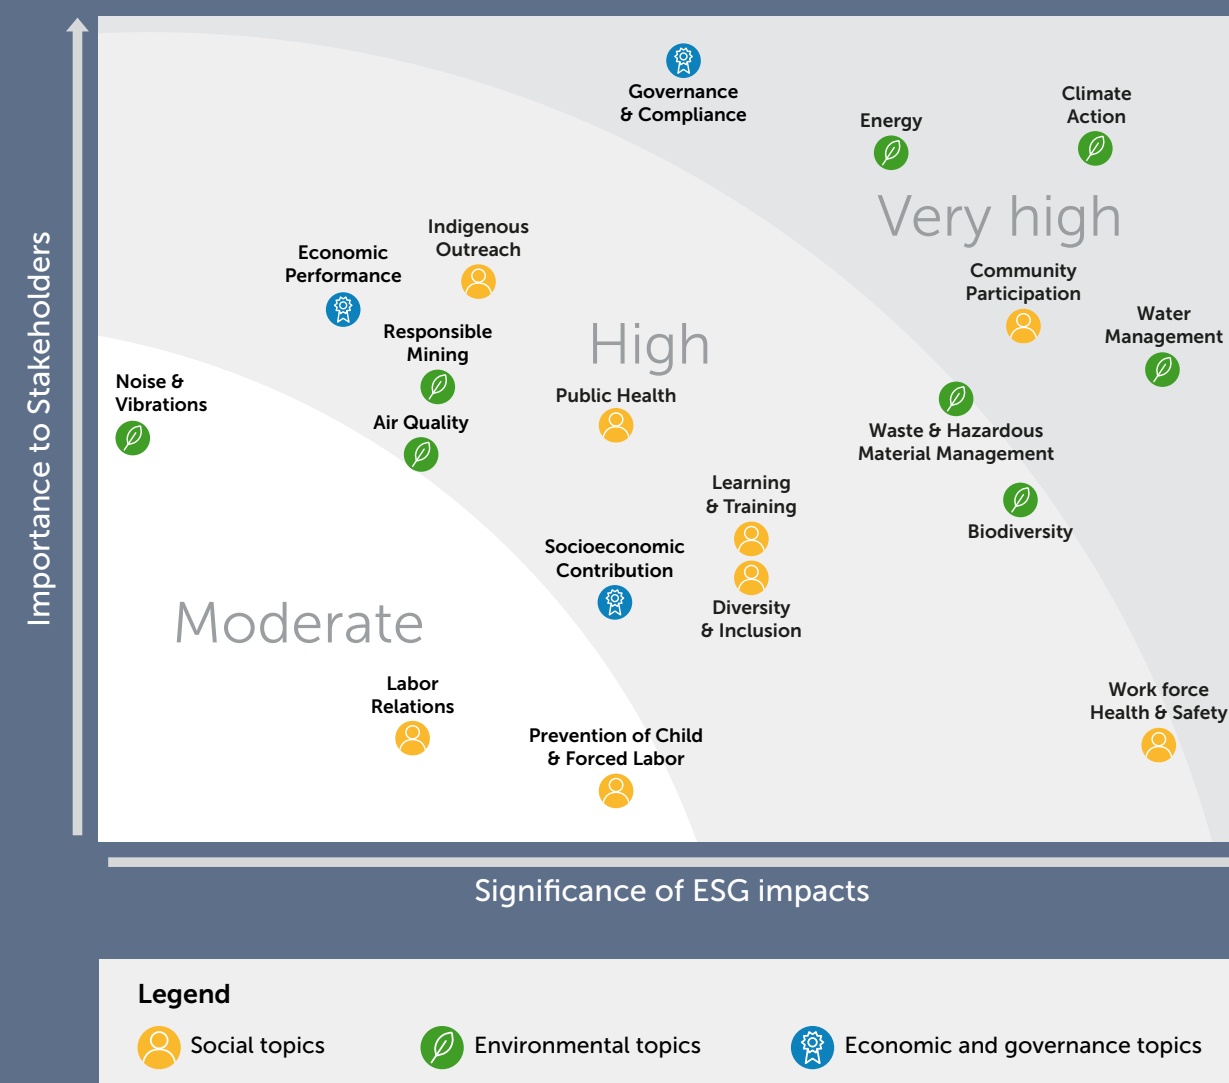 Importance to Stakeholders
Governance
& Compliance
Climate
Action
Energy
Very high
Indigenous
Outreach
Economic
Performance
Community
Participation
Water
Management
Responsible
Mining
High
Noise &
Vibrations
Public Health
Air Quality
Waste & Hazardous
Material Management
Learning
& Training
Biodiversity
Socioeconomic
Contribution
Diversity
& Inclusion
Moderate
Labor
Relations
Work force
Health & Safety
Prevention of Child
& Forced Labor
Significance of ESG impacts
Legend
Social topics
Environmental topics
Economic and governance topics